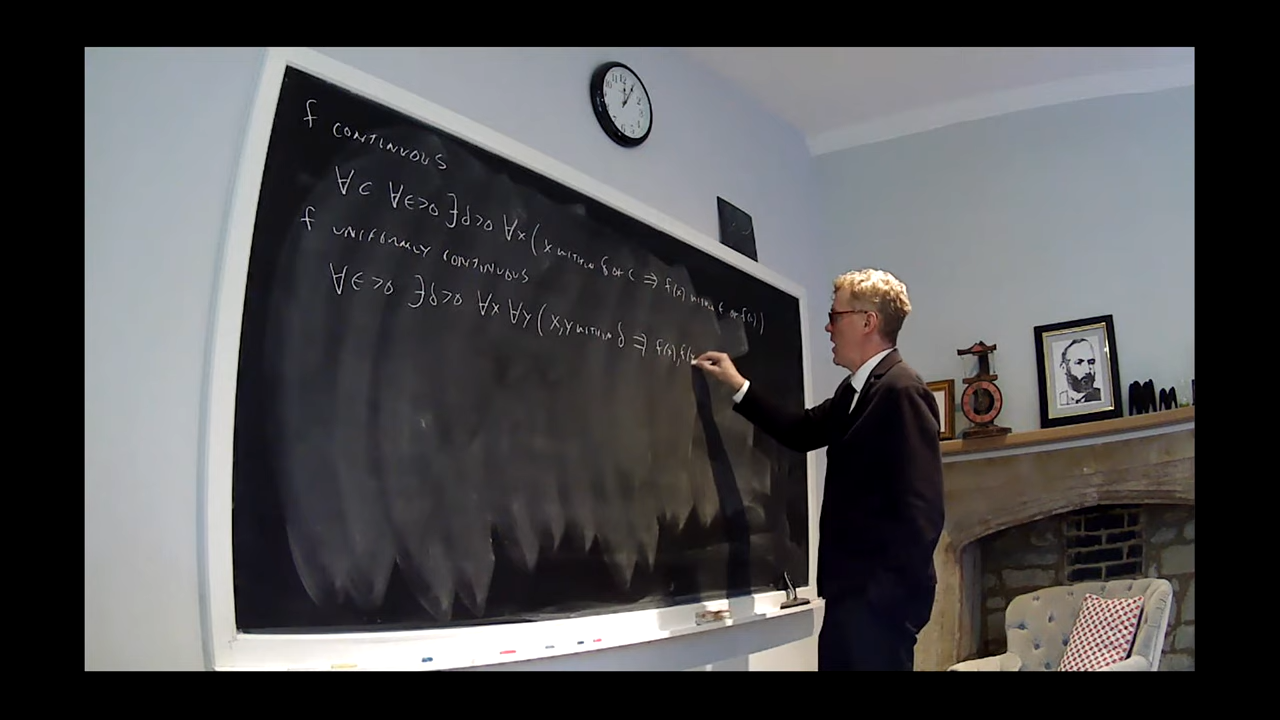 f CONTINUOUS
∀c ∀ε>0 ∃δ>0 ∀x (x WITHIN δ OF c ⇒ f(x) WITHIN ε OF f(c))
f UNIFORMLY CONTINUOUS
∀ε>0 ∃δ>0 ∀x ∀y (x,y WITHIN δ ⇒ f(x),f(y